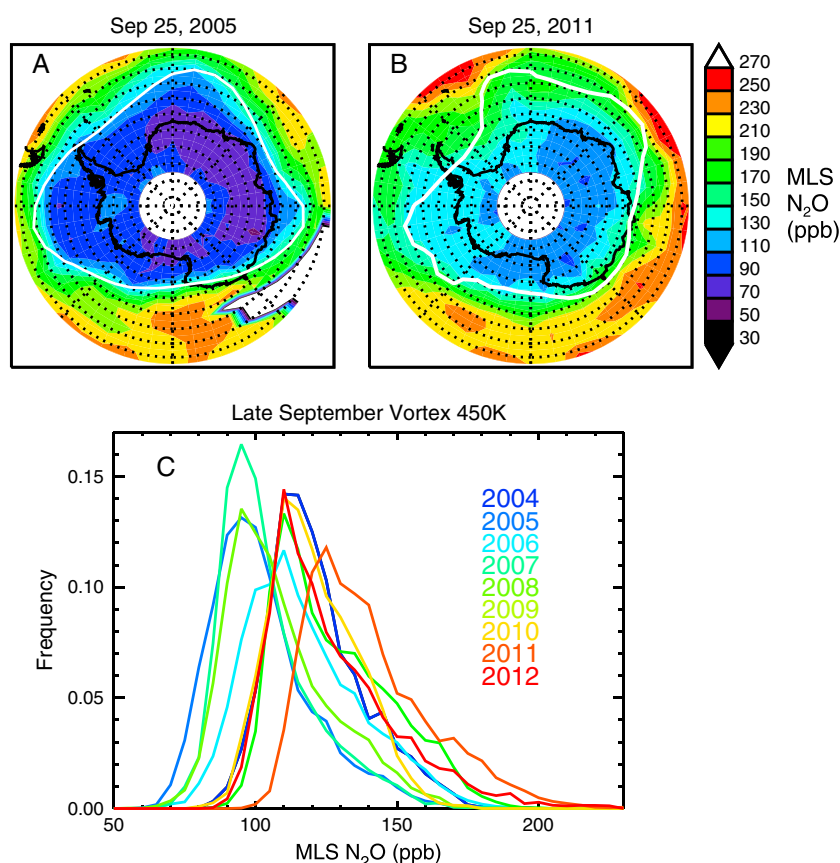 Sep 25, 2005
Sep 25, 2011
A
B
270
250
230
210
190
170
150
130
110
90
70
50
30
MLS
N₂O
(ppb)
Late September Vortex 450K
C
2004
2005
2006
2007
2008
2009
2010
2011
2012
0.15
0.10
0.05
0.00
Frequency
50
100
150
200
MLS N₂O (ppb)